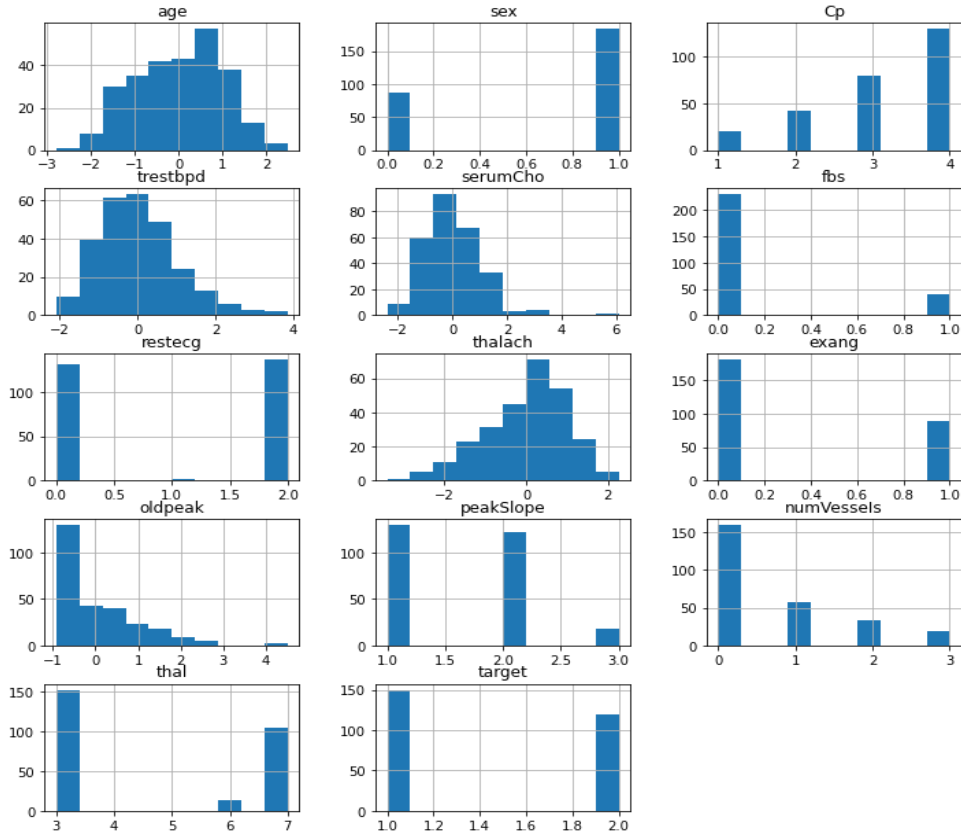 age sex Cp
40
20
0
−3 −2 −1 0 1 2
150
100
50
0
0.0 0.2 0.4 0.6 0.8 1.0
100
50
0
1 2 3 4
trestbpd serumCho fbs
60
40
20
0
−2 0 2 4
80
60
40
20
0
−2 0 2 4 6
200
150
100
50
0
0.0 0.2 0.4 0.6 0.8 1.0
restecg thalach exang
100
50
0
0.0 0.5 1.0 1.5 2.0
60
40
20
0
−2 0 2
150
100
50
0
0.0 0.2 0.4 0.6 0.8 1.0
oldpeak peakSlope numVessels
100
50
0
−1 0 1 2 3 4
100
50
0
1.0 1.5 2.0 2.5 3.0
150
100
50
0
0 1 2 3
thal target
150
100
50
0
3 4 5 6 7
150
100
50
0
1.0 1.2 1.4 1.6 1.8 2.0